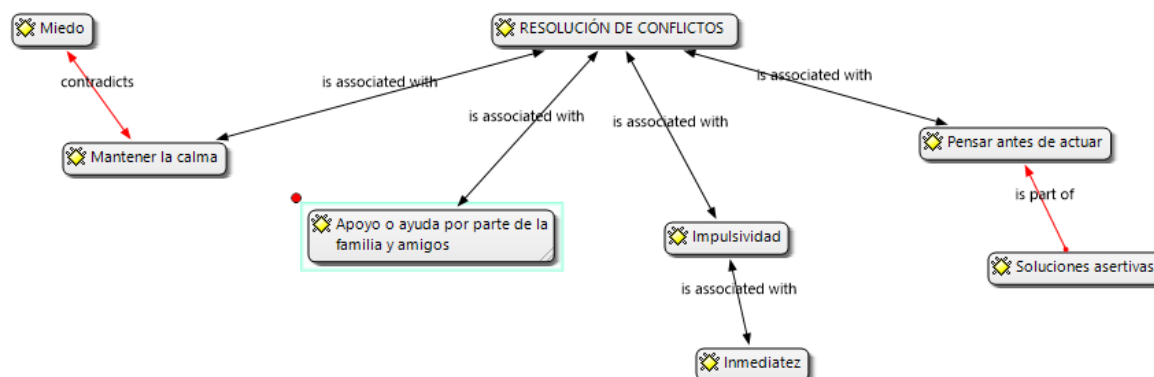 Miedo
RESOLUCIÓN DE CONFLICTOS
contradicts
is associated with
is associated with
is associated with
is associated with
Mantener la calma
Pensar antes de actuar
Apoyo o ayuda por parte de la
familia y amigos
is part of
Impulsividad
Soluciones asertivas
is associated with
Inmediatez